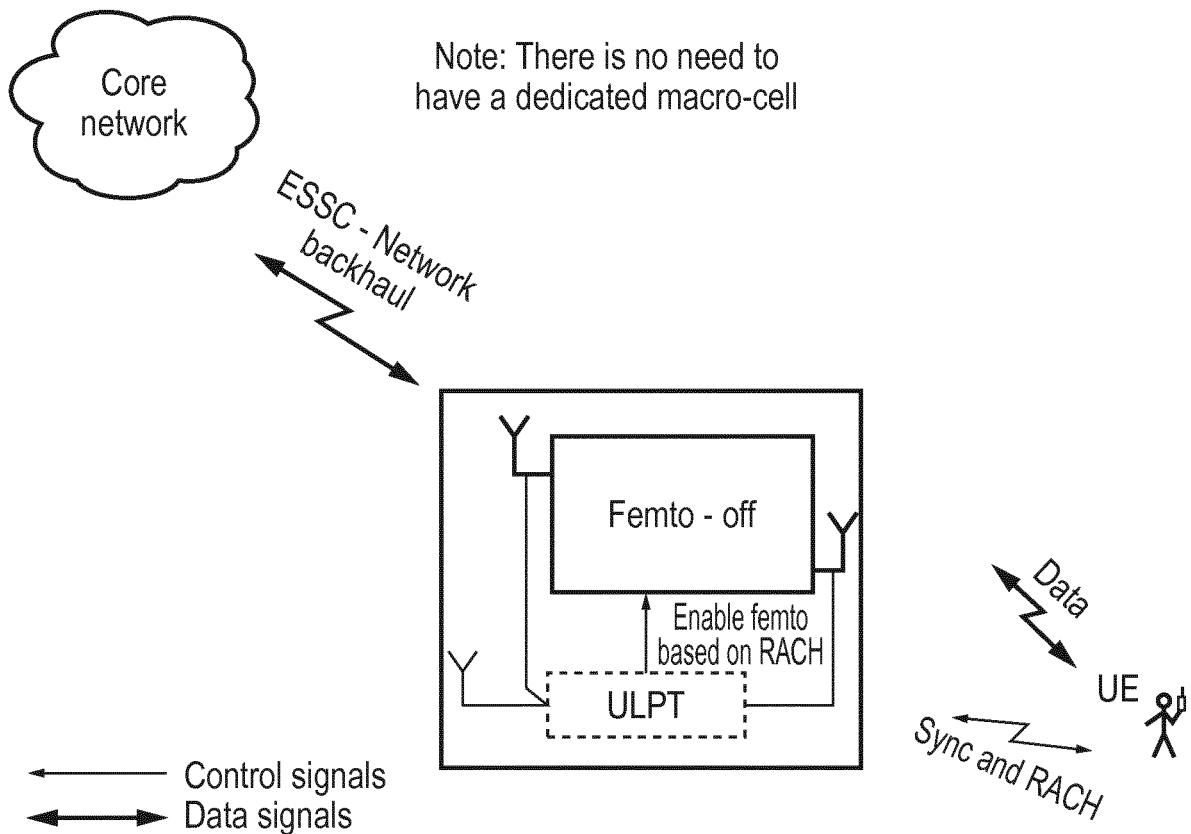 Core
network
Note: There is no need to
have a dedicated macro-cell
ESSC - Network
backhaul
Femto - off
Enable femto
based on RACH
ULPT
Data
UE
Sync and RACH
Control signals
Data signals